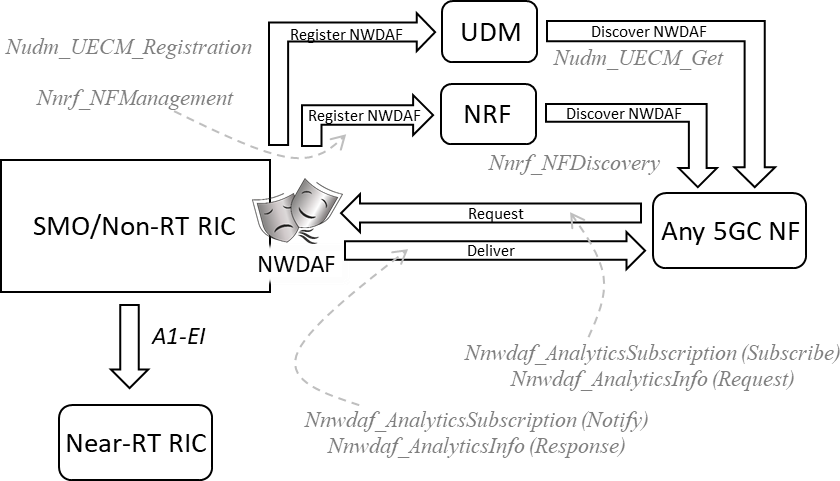 Nudm_UECM_Registration
Register NWDAF
UDM
Discover NWDAF
Nudm_UECM_Get
Nnrf_NFManagement
Register NWDAF
NRF
Discover NWDAF
Nnrf_NFDiscovery
SMO/Non-RT RIC
NWDAF
Request
Deliver
Any 5GC NF
A1-EI
Nnwdaf_AnalyticsSubscription (Subscribe)
Nnwdaf_AnalyticsInfo (Request)
Near-RT RIC
Nnwdaf_AnalyticsSubscription (Notify)
Nnwdaf_AnalyticsInfo (Response)